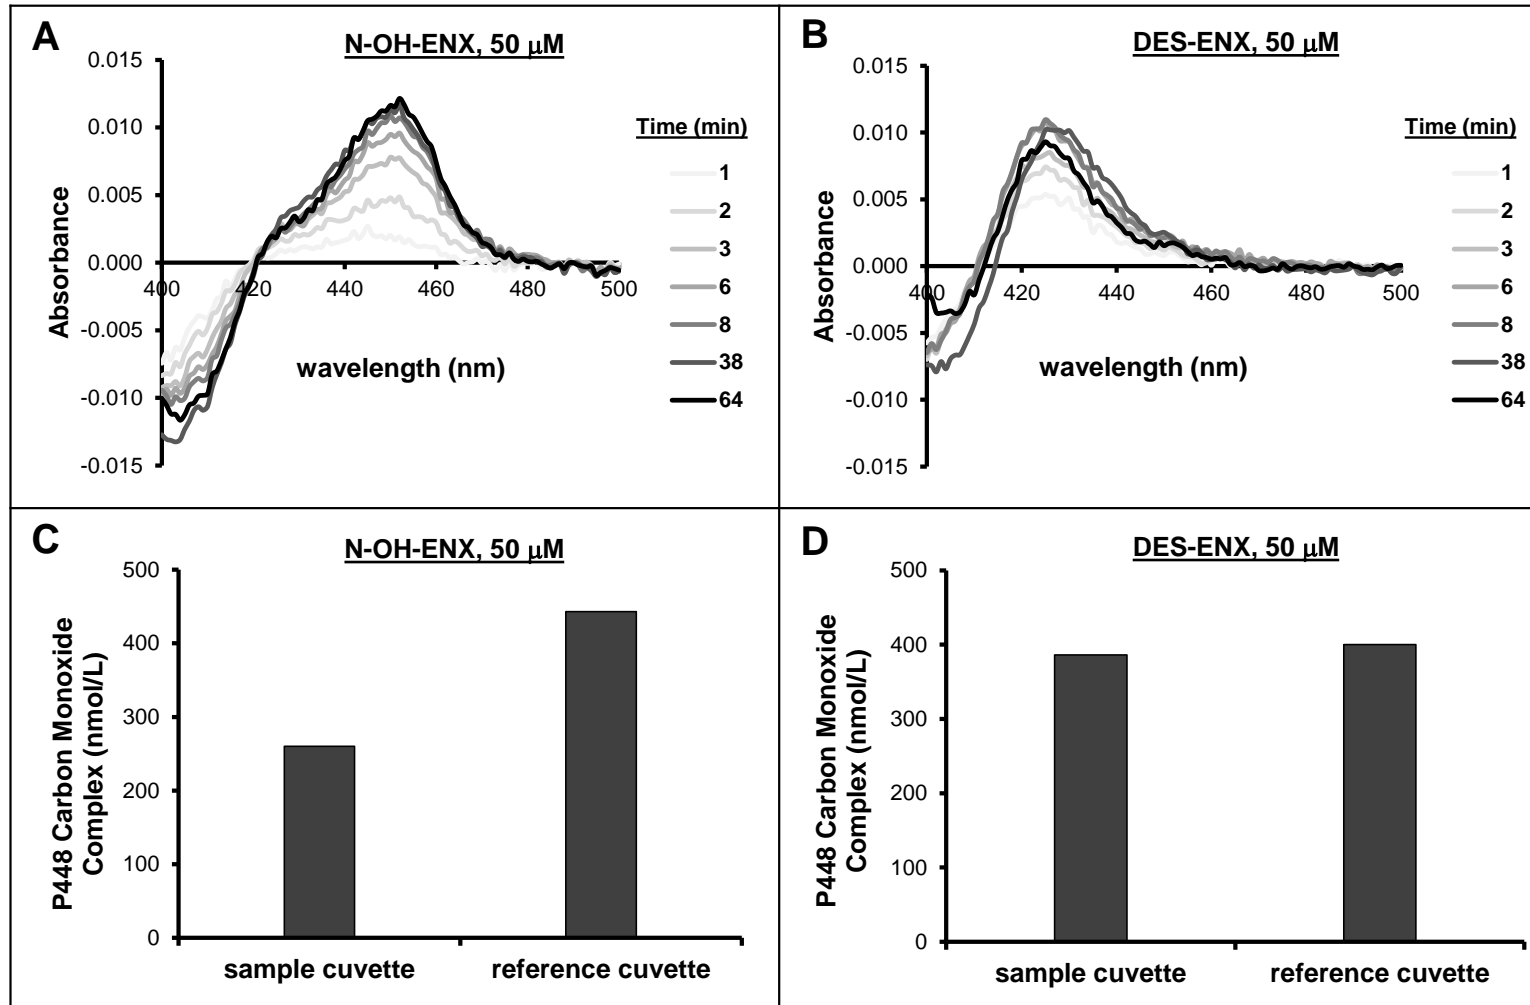 A
N-OH-ENX, 50 μM
0.015
0.010
0.005
0.000
-0.005
-0.010
-0.015
400
420
440
460
480
500
Absorbance
wavelength (nm)
Time (min)
1
2
3
6
8
38
64
B
DES-ENX, 50 μM
0.015
0.010
0.005
0.000
-0.005
-0.010
-0.015
400
420
440
460
480
500
Absorbance
wavelength (nm)
Time (min)
1
2
3
6
8
38
64
C
N-OH-ENX, 50 μM
500
400
300
200
100
0
P448 Carbon Monoxide
Complex (nmol/L)
sample cuvette
reference cuvette
D
DES-ENX, 50 μM
500
400
300
200
100
0
P448 Carbon Monoxide
Complex (nmol/L)
sample cuvette
reference cuvette